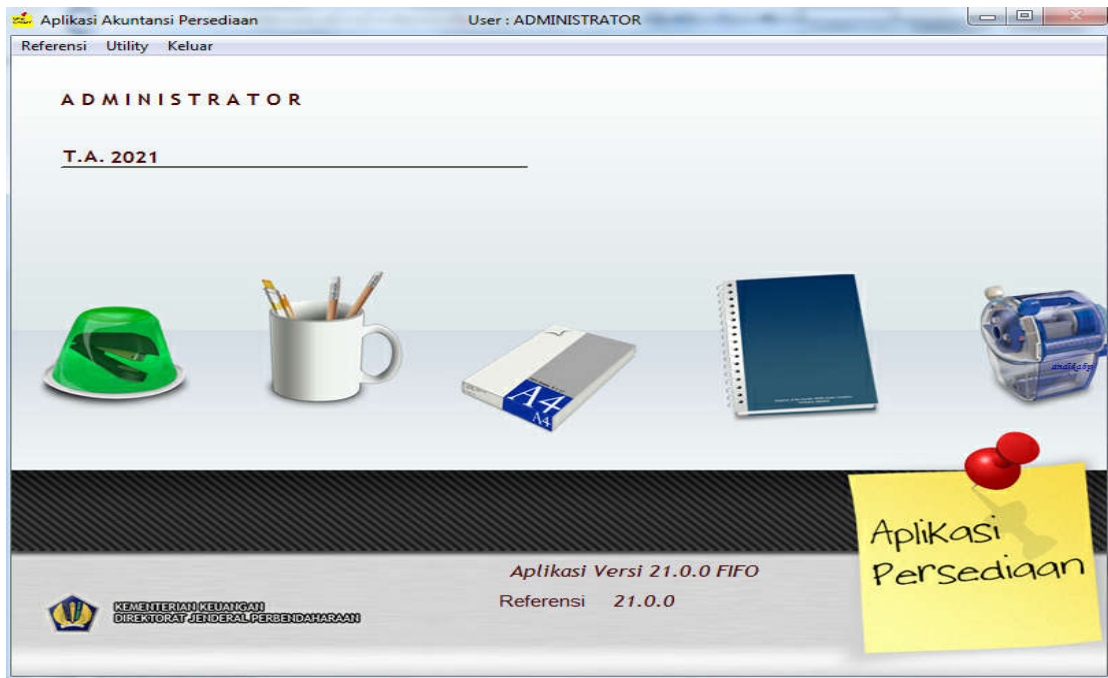 Aplikasi Akuntansi Persediaan User : ADMINISTRATOR
Referensi Utility Keluar
ADMINISTRATOR
T.A. 2021
A4
A4
andika6p
Aplikasi
Persediaan
Aplikasi Versi 21.0.0 FIFO
Referensi 21.0.0
KEMENTERIAN KEUANGAN
DIREKTORAT JENDERAL PERBENDAHARAAN